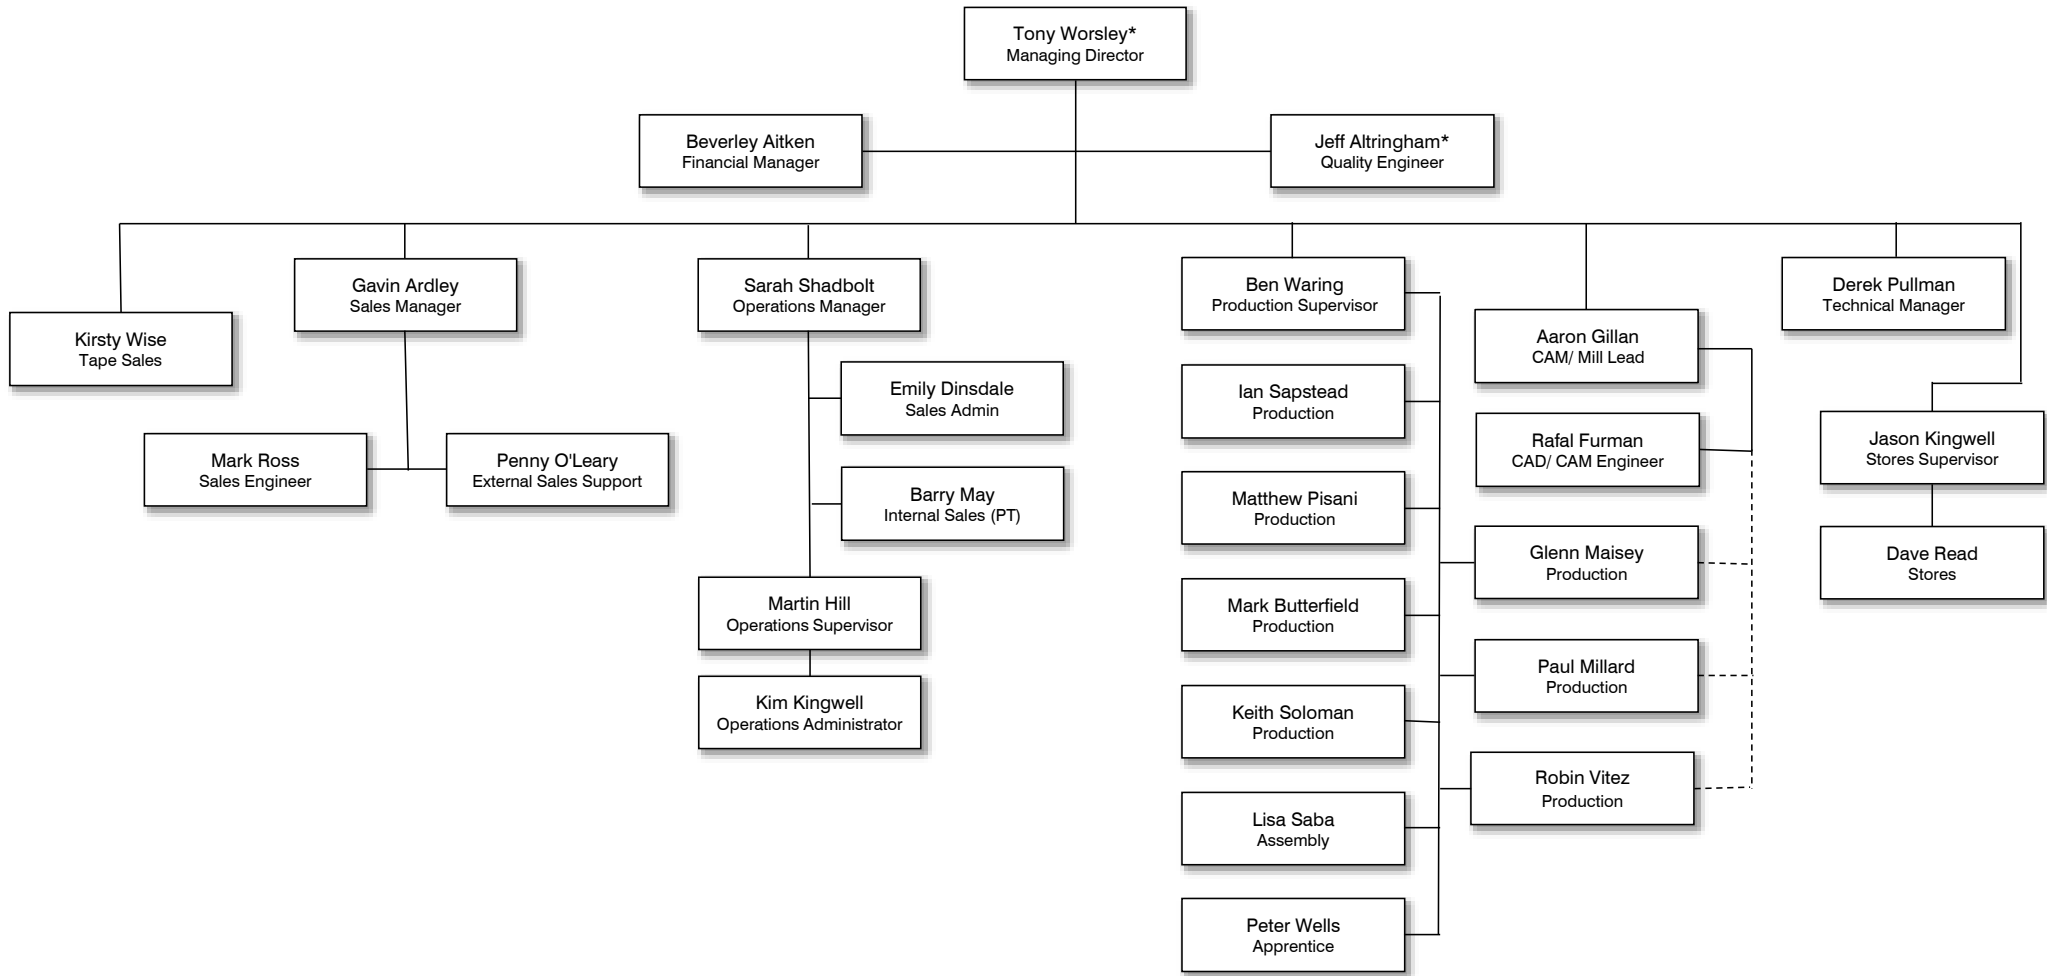 Tony Worsley*
Managing Director
Beverley Aitken
Financial Manager
Jeff Altringham*
Quality Engineer
Kirsty Wise
Tape Sales
Gavin Ardley
Sales Manager
Mark Ross
Sales Engineer
Penny O'Leary
External Sales Support
Sarah Shadbolt
Operations Manager
Emily Dinsdale
Sales Admin
Barry May
Internal Sales (PT)
Martin Hill
Operations Supervisor
Kim Kingwell
Operations Administrator
Ben Waring
Production Supervisor
Ian Sapstead
Production
Matthew Pisani
Production
Mark Butterfield
Production
Keith Soloman
Production
Lisa Saba
Assembly
Peter Wells
Apprentice
Aaron Gillan
CAM/ Mill Lead
Rafal Furman
CAD/ CAM Engineer
Glenn Maisey
Production
Paul Millard
Production
Robin Vitez
Production
Derek Pullman
Technical Manager
Jason Kingwell
Stores Supervisor
Dave Read
Stores